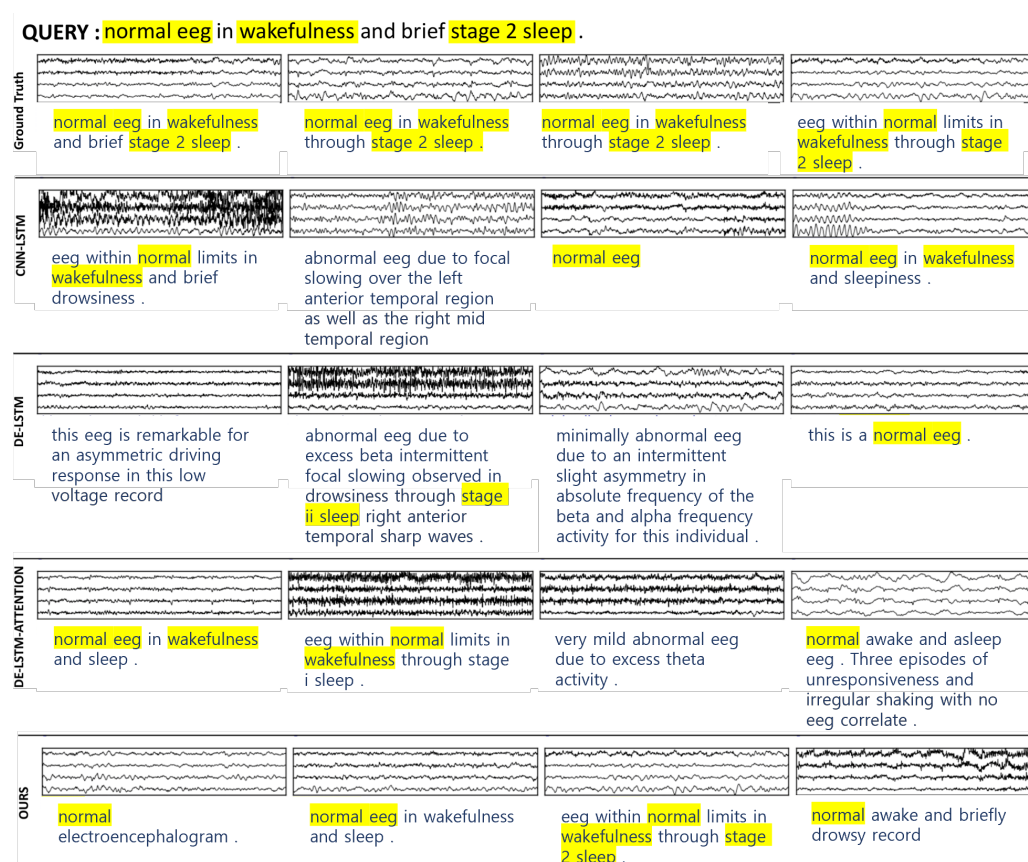 QUERY : normal eeg in wakefulness and brief stage 2 sleep .
Ground Truth
normal eeg in wakefulness
and brief stage 2 sleep .
normal eeg in wakefulness
through stage 2 sleep .
normal eeg in wakefulness
through stage 2 sleep .
eeg within normal limits in
wakefulness through stage
2 sleep .
CNN-LSTM
eeg within normal limits in
wakefulness and brief
drowsiness .
abnormal eeg due to focal
slowing over the left
anterior temporal region
as well as the right mid
temporal region
normal eeg
normal eeg in wakefulness
and sleepiness .
DE-LSTM
this eeg is remarkable for
an asymmetric driving
response in this low
voltage record
abnormal eeg due to
excess beta intermittent
focal slowing observed in
drowsiness through stage
ii sleep right anterior
temporal sharp waves .
minimally abnormal eeg
due to an intermittent
slight asymmetry in
absolute frequency of the
beta and alpha frequency
activity for this individual .
this is a normal eeg .
DE-LSTM-ATTENTION
normal eeg in wakefulness
and sleep .
eeg within normal limits in
wakefulness through stage
i sleep .
very mild abnormal eeg
due to excess theta
activity .
normal awake and asleep
eeg . Three episodes of
unresponsiveness and
irregular shaking with no
eeg correlate .
OURS
normal
electroencephalogram .
normal eeg in wakefulness
and sleep .
eeg within normal limits in
wakefulness through stage
2 sleep .
normal awake and briefly
drowsy record